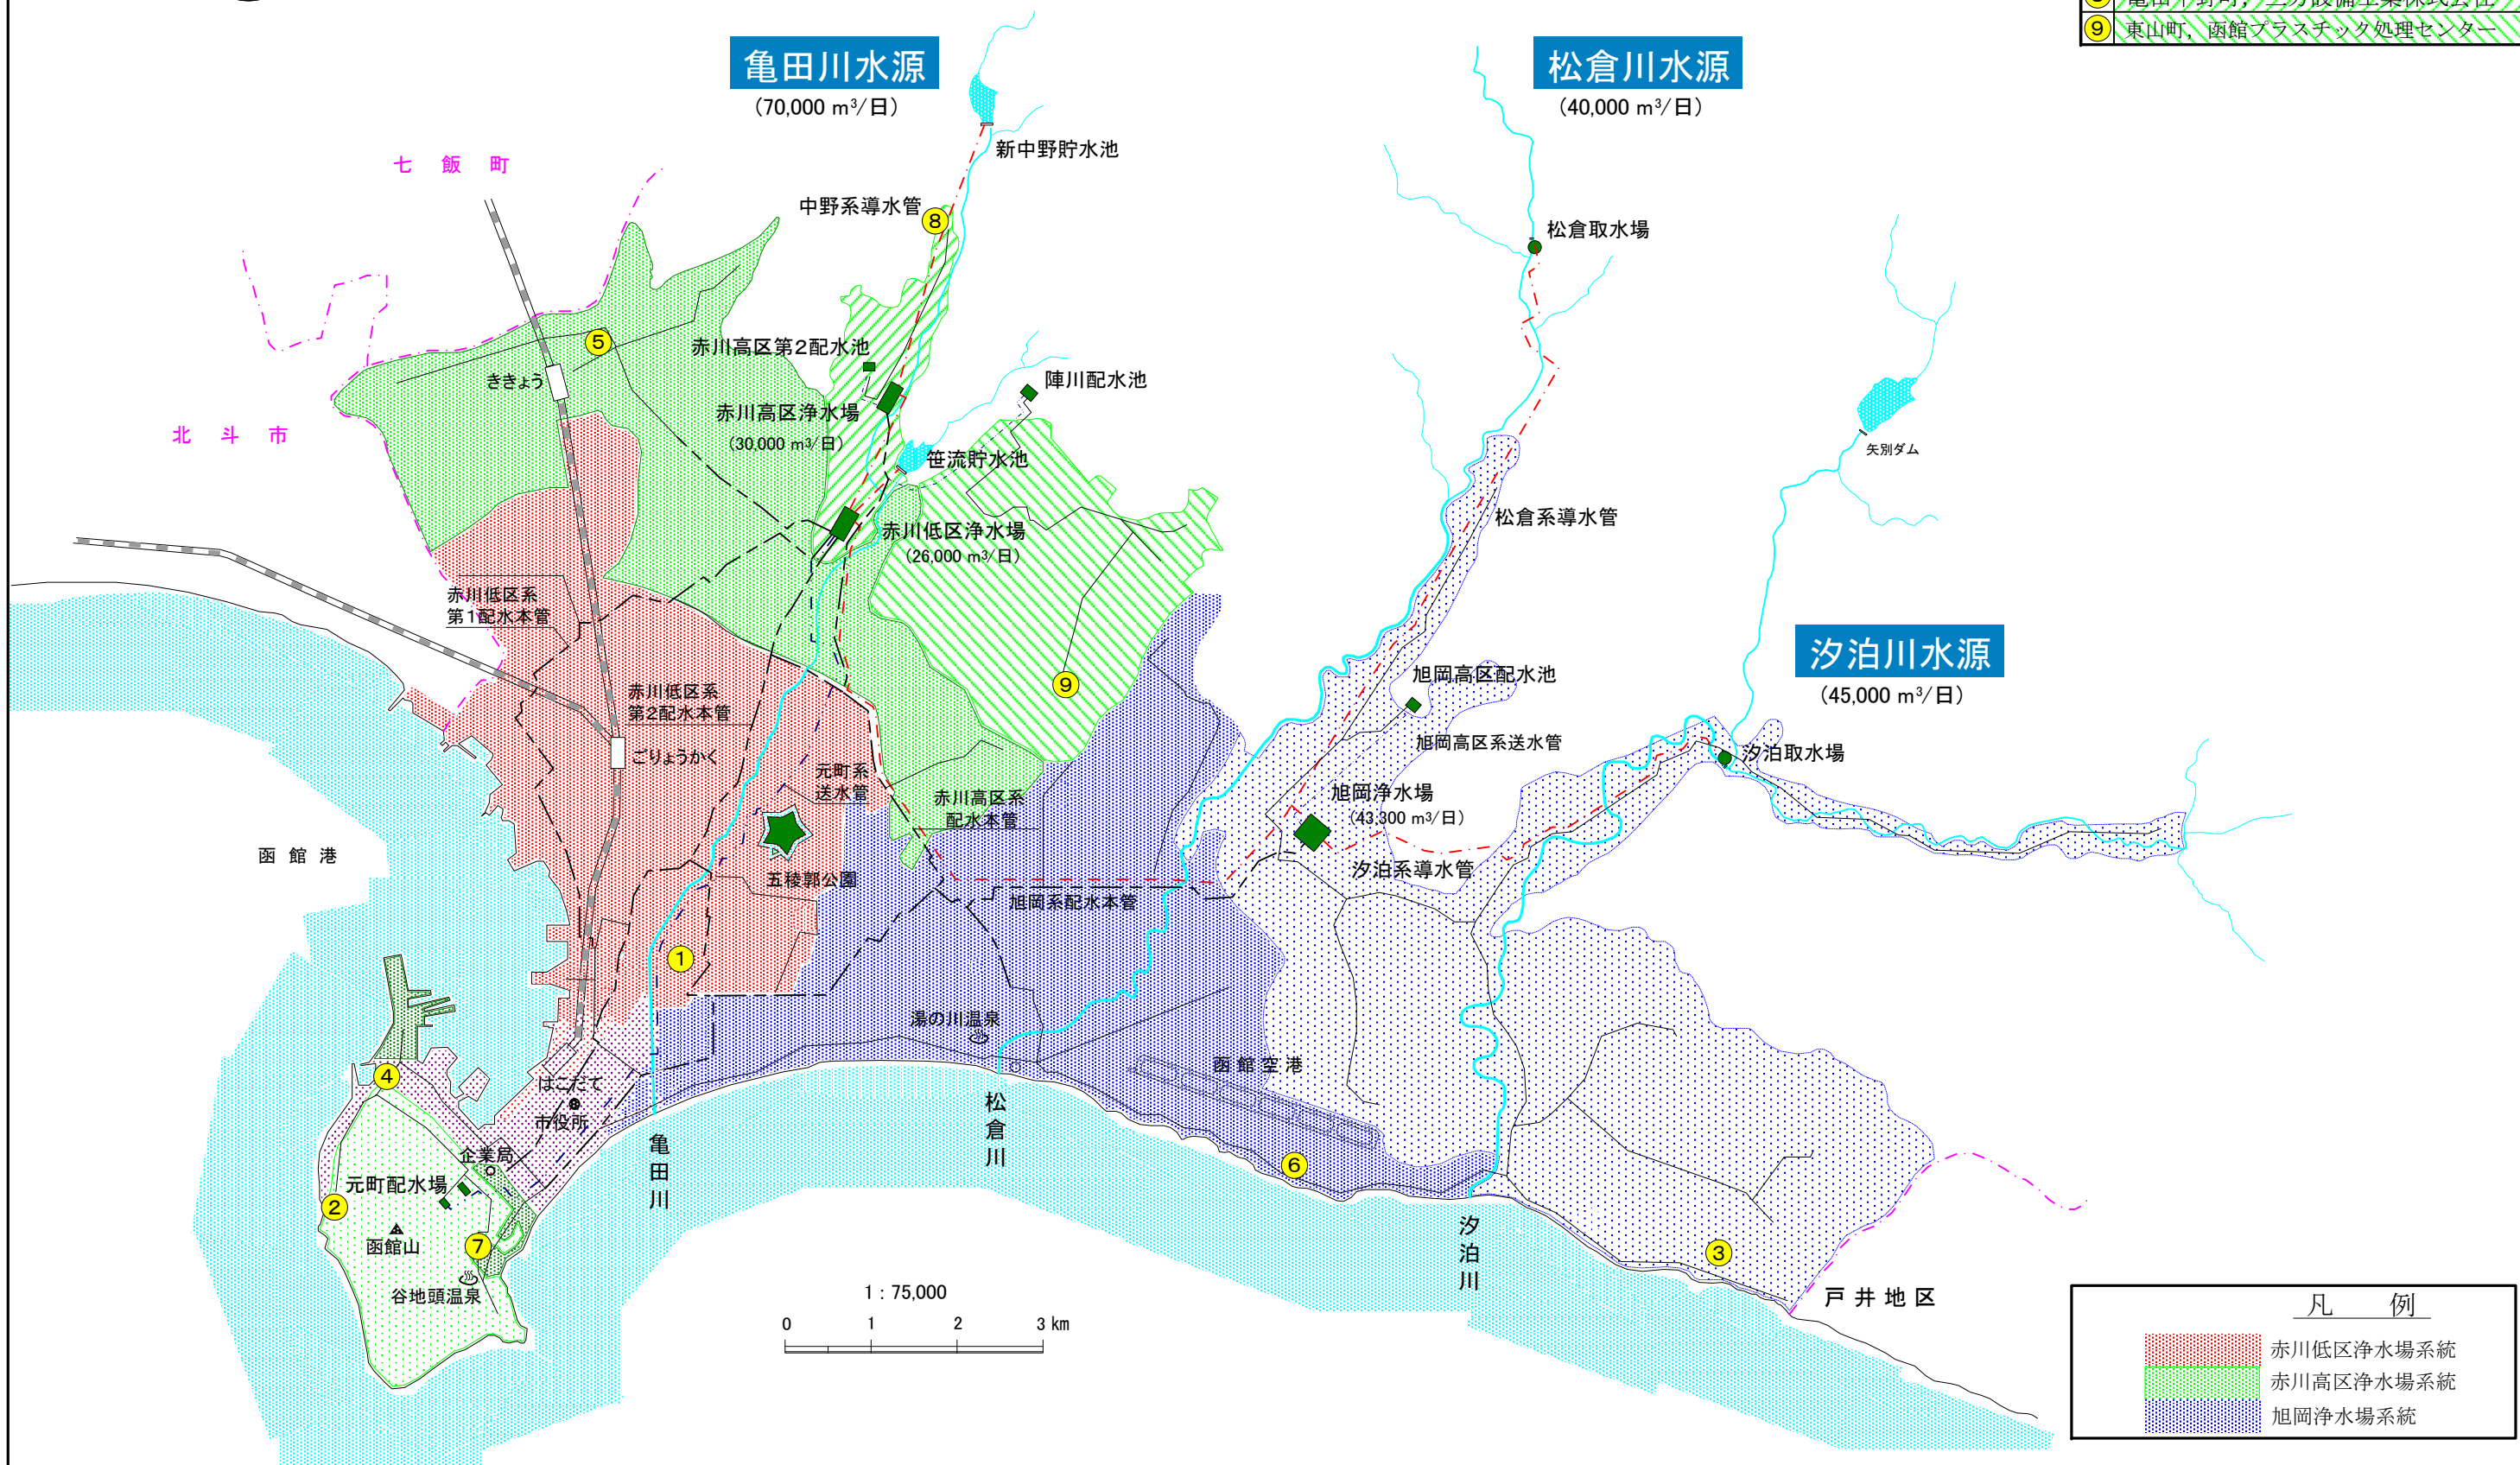 9 東山町，函館プラスチック処理センター
亀田川水源
(70,000 m³/日)
松倉川水源
(40,000 m³/日)
新中野貯水池
七飯町
中野系導水管
8
松倉取水場
5
赤川高区第2配水池
ききょう
陣川配水池
赤川高区浄水場
(30,000 m³/日)
北斗市
矢別ダム
笹流貯水池
松倉系導水管
赤川低区浄水場
(26,000 m³/日)
赤川低区系
第1配水本管
汐泊川水源
(45,000 m³/日)
旭岡高区配水池
9
赤川低区系
第2配水本管
旭岡高区系送水管
汐泊取水場
ごりょうかく
元町系
送水管
旭岡浄水場
(43,300 m³/日)
赤川高区系
配水本管
函館港
汐泊系導水管
五稜郭公園
旭岡系配水本管
1
湯の川温泉
函館空港
4
はこだて
市役所
松倉川
亀田川
企業局
6
元町配水場
2
函館山
7
汐泊川
3
谷地頭温泉
戸井地区
1 : 75,000
0 1 2 3 km
凡例
赤川低区浄水場系統
赤川高区浄水場系統
旭岡浄水場系統